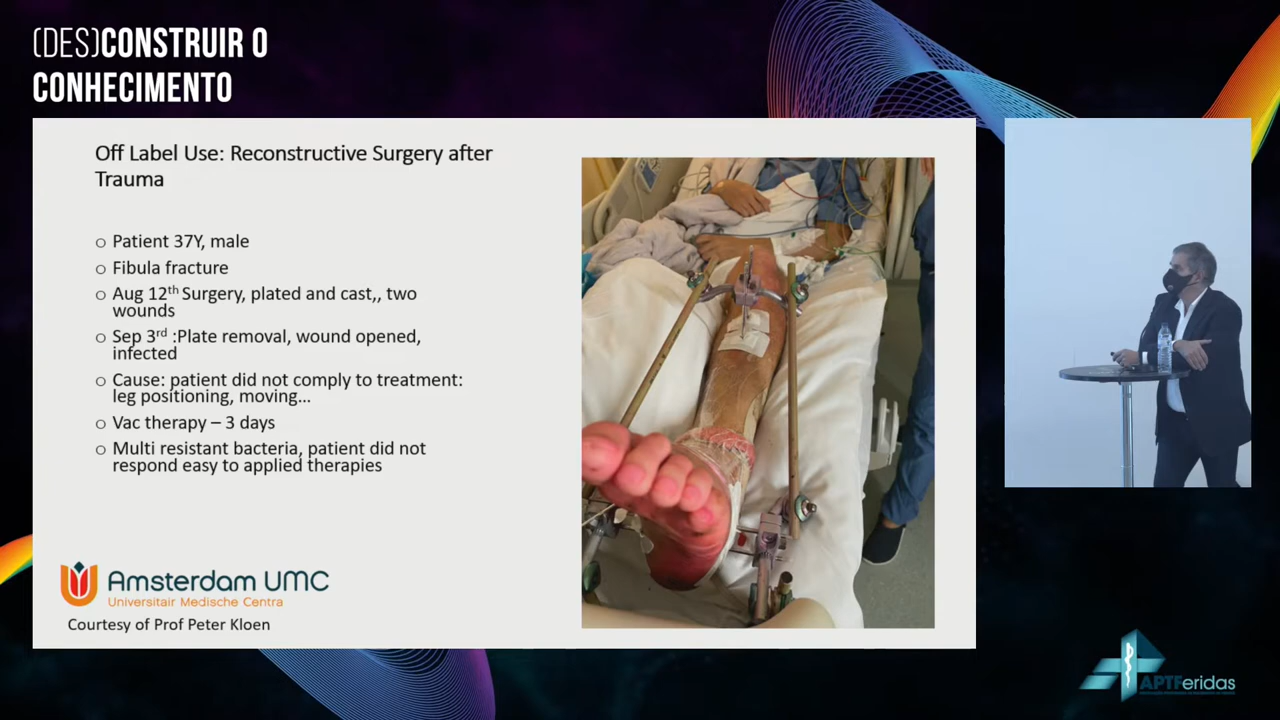 (DES)CONSTRUIR O
CONHECIMENTO
Off Label Use: Reconstructive Surgery after
Trauma
o Patient 37Y, male
o Fibula fracture
o Aug 12th Surgery, plated and cast,, two
wounds
o Sep 3rd :Plate removal, wound opened,
infected
o Cause: patient did not comply to treatment:
leg positioning, moving...
o Vac therapy – 3 days
o Multi resistant bacteria, patient did not
respond easy to applied therapies
Amsterdam UMC
Universitair Medische Centra
Courtesy of Prof Peter Kloen
APTFeridas